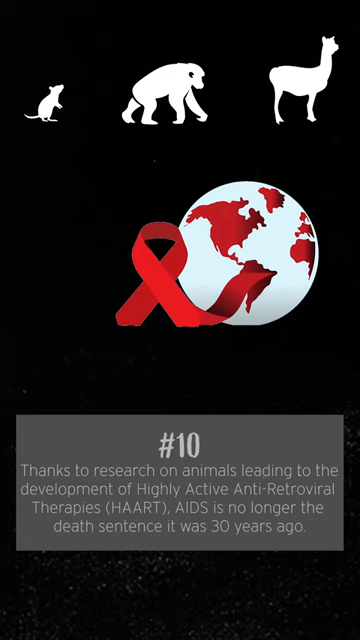 #10
Thanks to research on animals leading to the
development of Highly Active Anti-Retroviral
Therapies (HAART), AIDS is no longer the
death sentence it was 30 years ago.